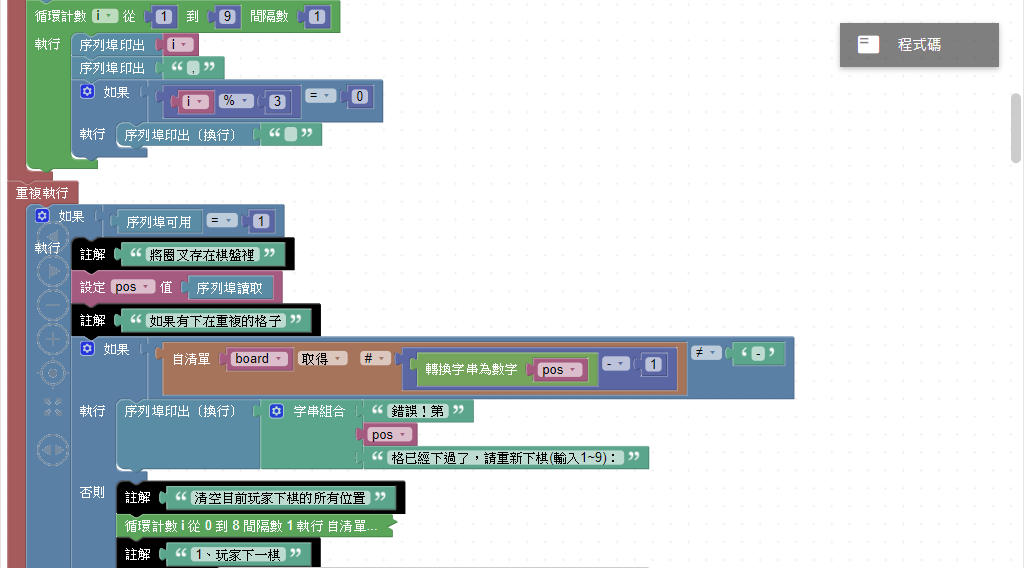 循環計數 i 從 1 到 9 間隔數 1
程式碼
執行 序列埠印出 i
序列埠印出 “ , ”
如果 i % 3 = 0
執行 序列埠印出（換行） “ ”
重複執行
如果 序列埠可用 = 1
執行 註解 “ 將圈叉存在棋盤裡 ”
設定 pos 值 序列埠讀取
註解 “ 如果有下在重複的格子 ”
如果 自清單 board 取得 # 轉換字串為數字 pos - 1 ≠ ‘ - ’
執行 序列埠印出（換行） 字串組合 “ 錯誤！第 ”
pos
“ 格已經下過了，請重新下棋(輸入1~9)： ”
否則 註解 “ 清空目前玩家下棋的所有位置 ”
循環計數 i 從 0 到 8 間隔數 1 執行 自清單...
註解 “ 1、玩家下一棋 ”